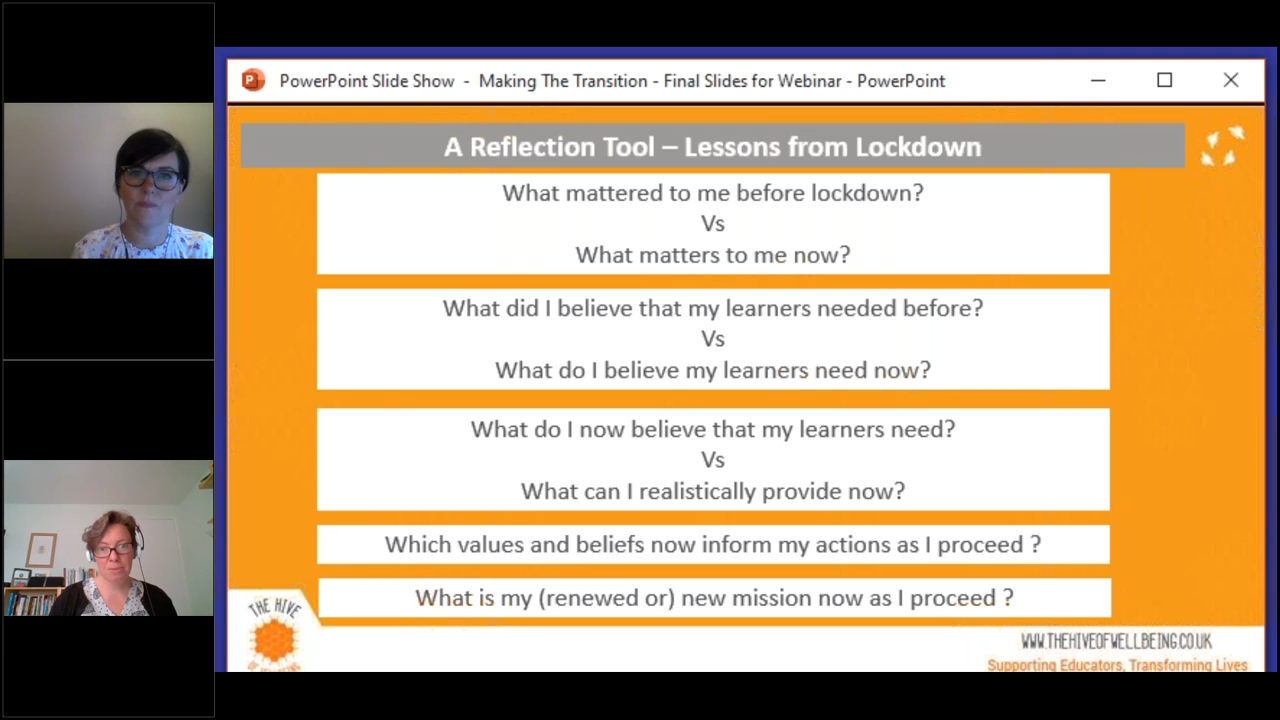 PowerPoint Slide Show - Making The Transition - Final Slides for Webinar - PowerPoint
A Reflection Tool – Lessons from Lockdown
What mattered to me before lockdown?
Vs
What matters to me now?
What did I believe that my learners needed before?
Vs
What do I believe my learners need now?
What do I now believe that my learners need?
Vs
What can I realistically provide now?
Which values and beliefs now inform my actions as I proceed ?
What is my (renewed or) new mission now as I proceed ?
THE HIVE
WWW.THEHIVEOFWELLBEING.CO.UK
Supporting Educators, Transforming Lives